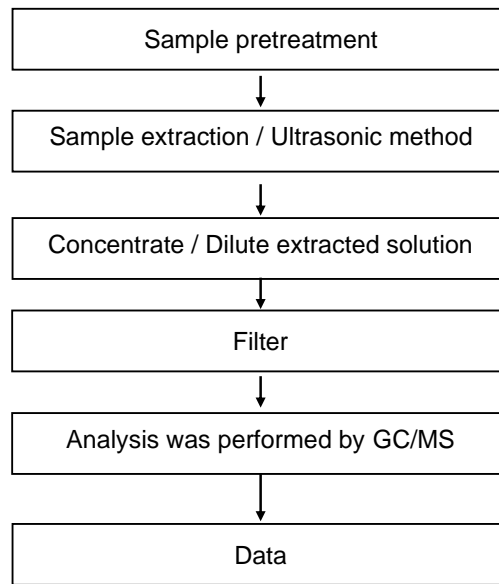 Sample pretreatment
Sample extraction / Ultrasonic method
Concentrate / Dilute extracted solution
Filter
Analysis was performed by GC/MS
Data